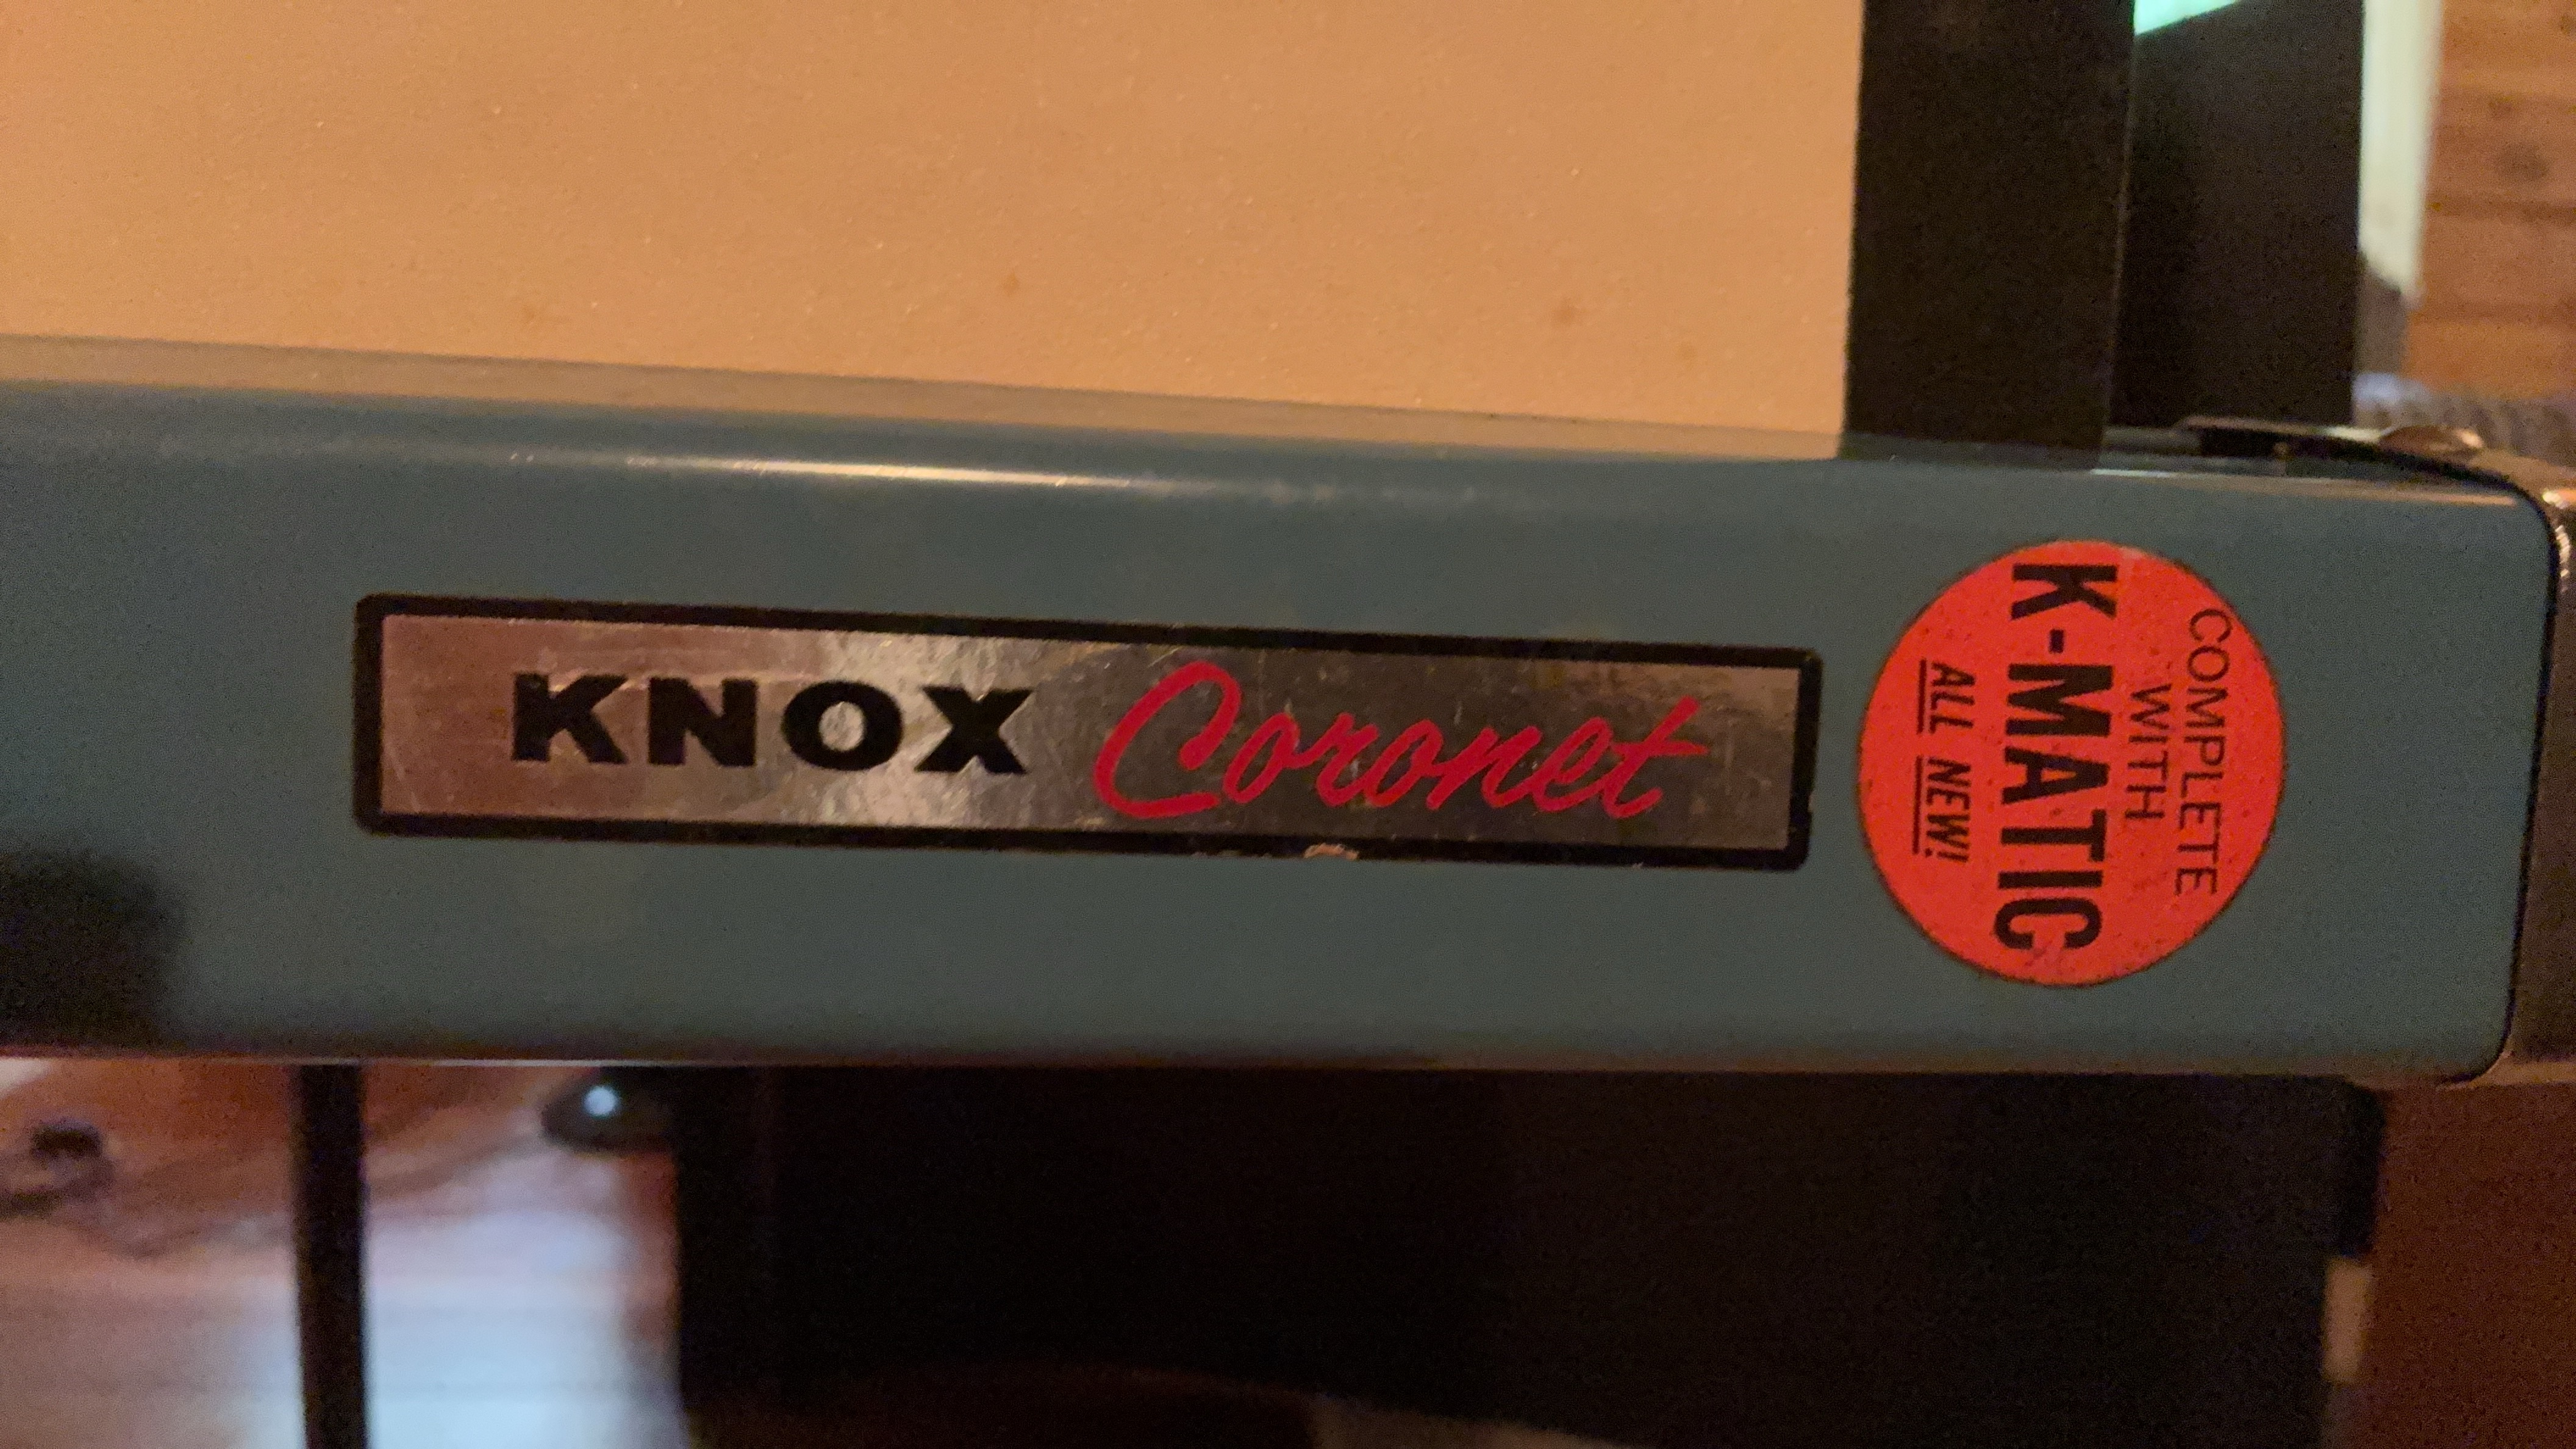 KNOX Coronet
COMPLETE
WITH
K-MATIC
ALL NEW!